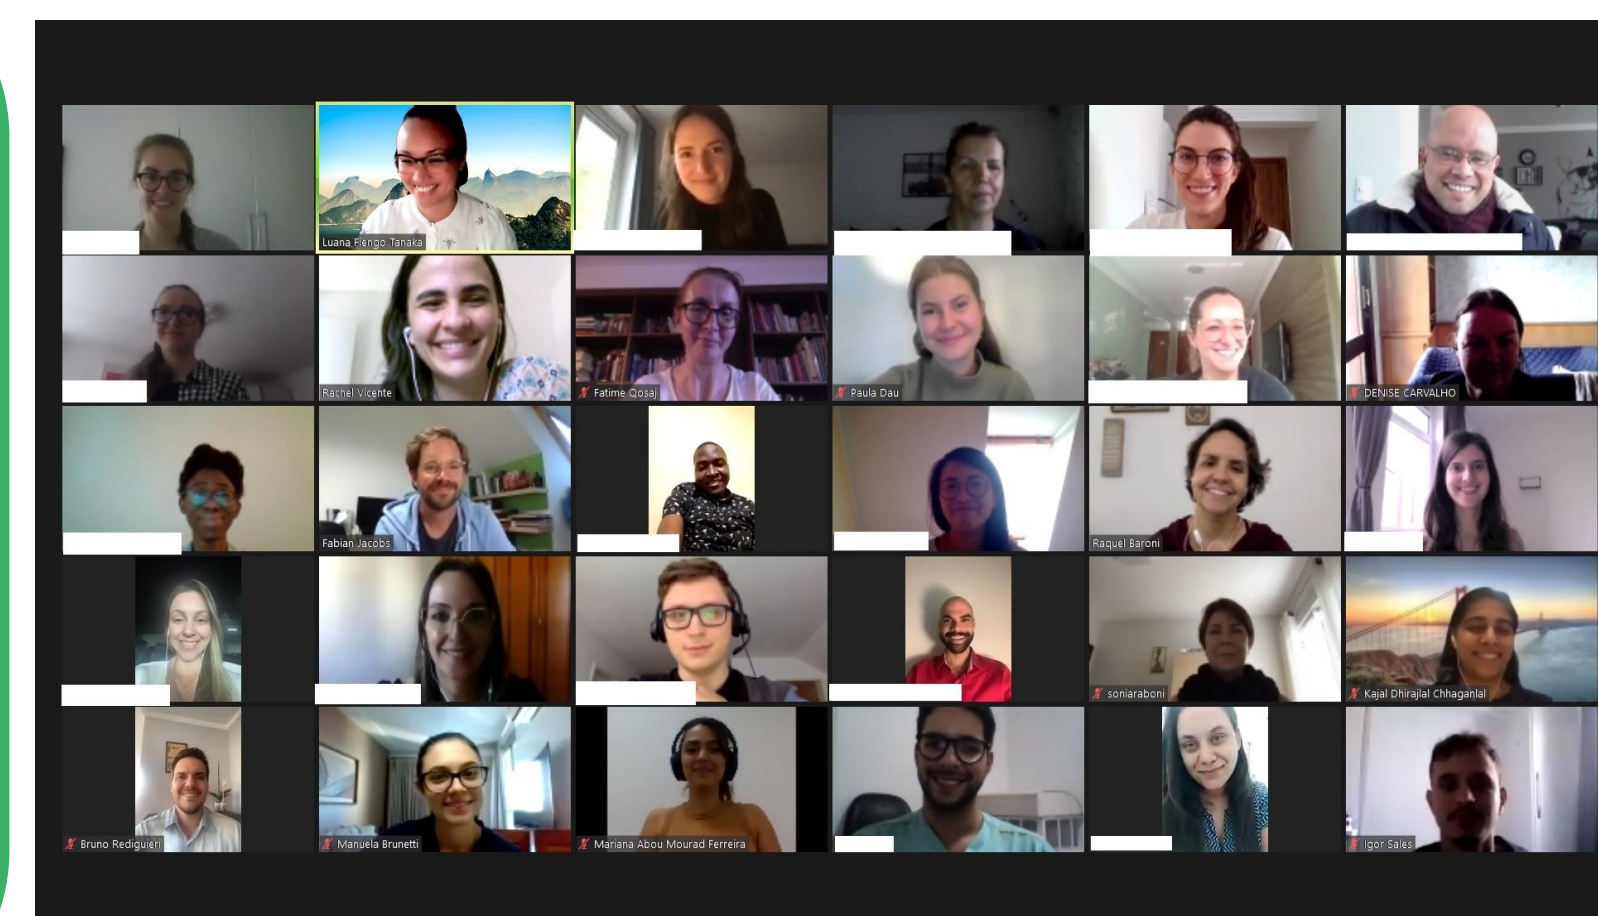 Luana Fiengo Tanaka
Rachel Vicente
Fatime Qosaj
Paula Dau
DENISE CARVALHO
Fabian Jacobs
Raquel Baroni
soniaraboni
Kajal Dhirajlal Chhaganlal
Bruno Rediguieri
Manuela Brunetti
Mariana Abou Mourad Ferreira
Igor Sales